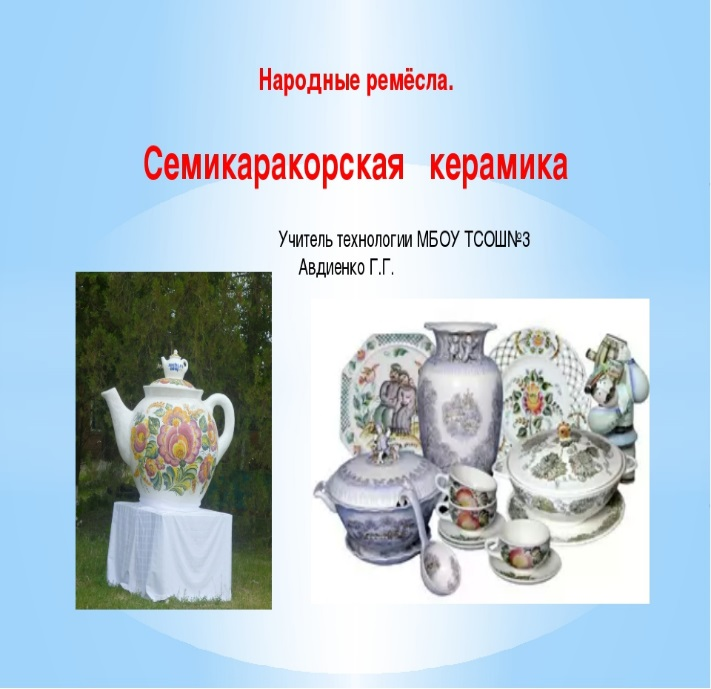 Народные ремёсла.
Семикаракорская керамика
Учитель технологии МБОУ ТСОШ№3
Авдиенко Г.Г.